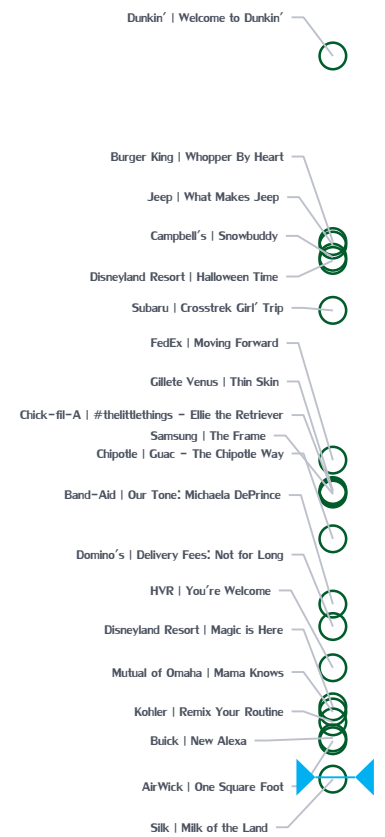 Dunkin' | Welcome to Dunkin'
Burger King | Whopper By Heart
Jeep | What Makes Jeep
Campbell's | Snowbuddy
Disneyland Resort | Halloween Time
Subaru | Crosstrek Girl' Trip
FedEx | Moving Forward
Gillete Venus | Thin Skin
Chick-fil-A | #thelittlethings - Ellie the Retriever
Samsung | The Frame
Chipotle | Guac - The Chipotle Way
Band-Aid | Our Tone: Michaela DePrince
Domino's | Delivery Fees: Not for Long
HVR | You're Welcome
Disneyland Resort | Magic is Here
Mutual of Omaha | Mama Knows
Kohler | Remix Your Routine
Buick | New Alexa
AirWick | One Square Foot
Silk | Milk of the Land